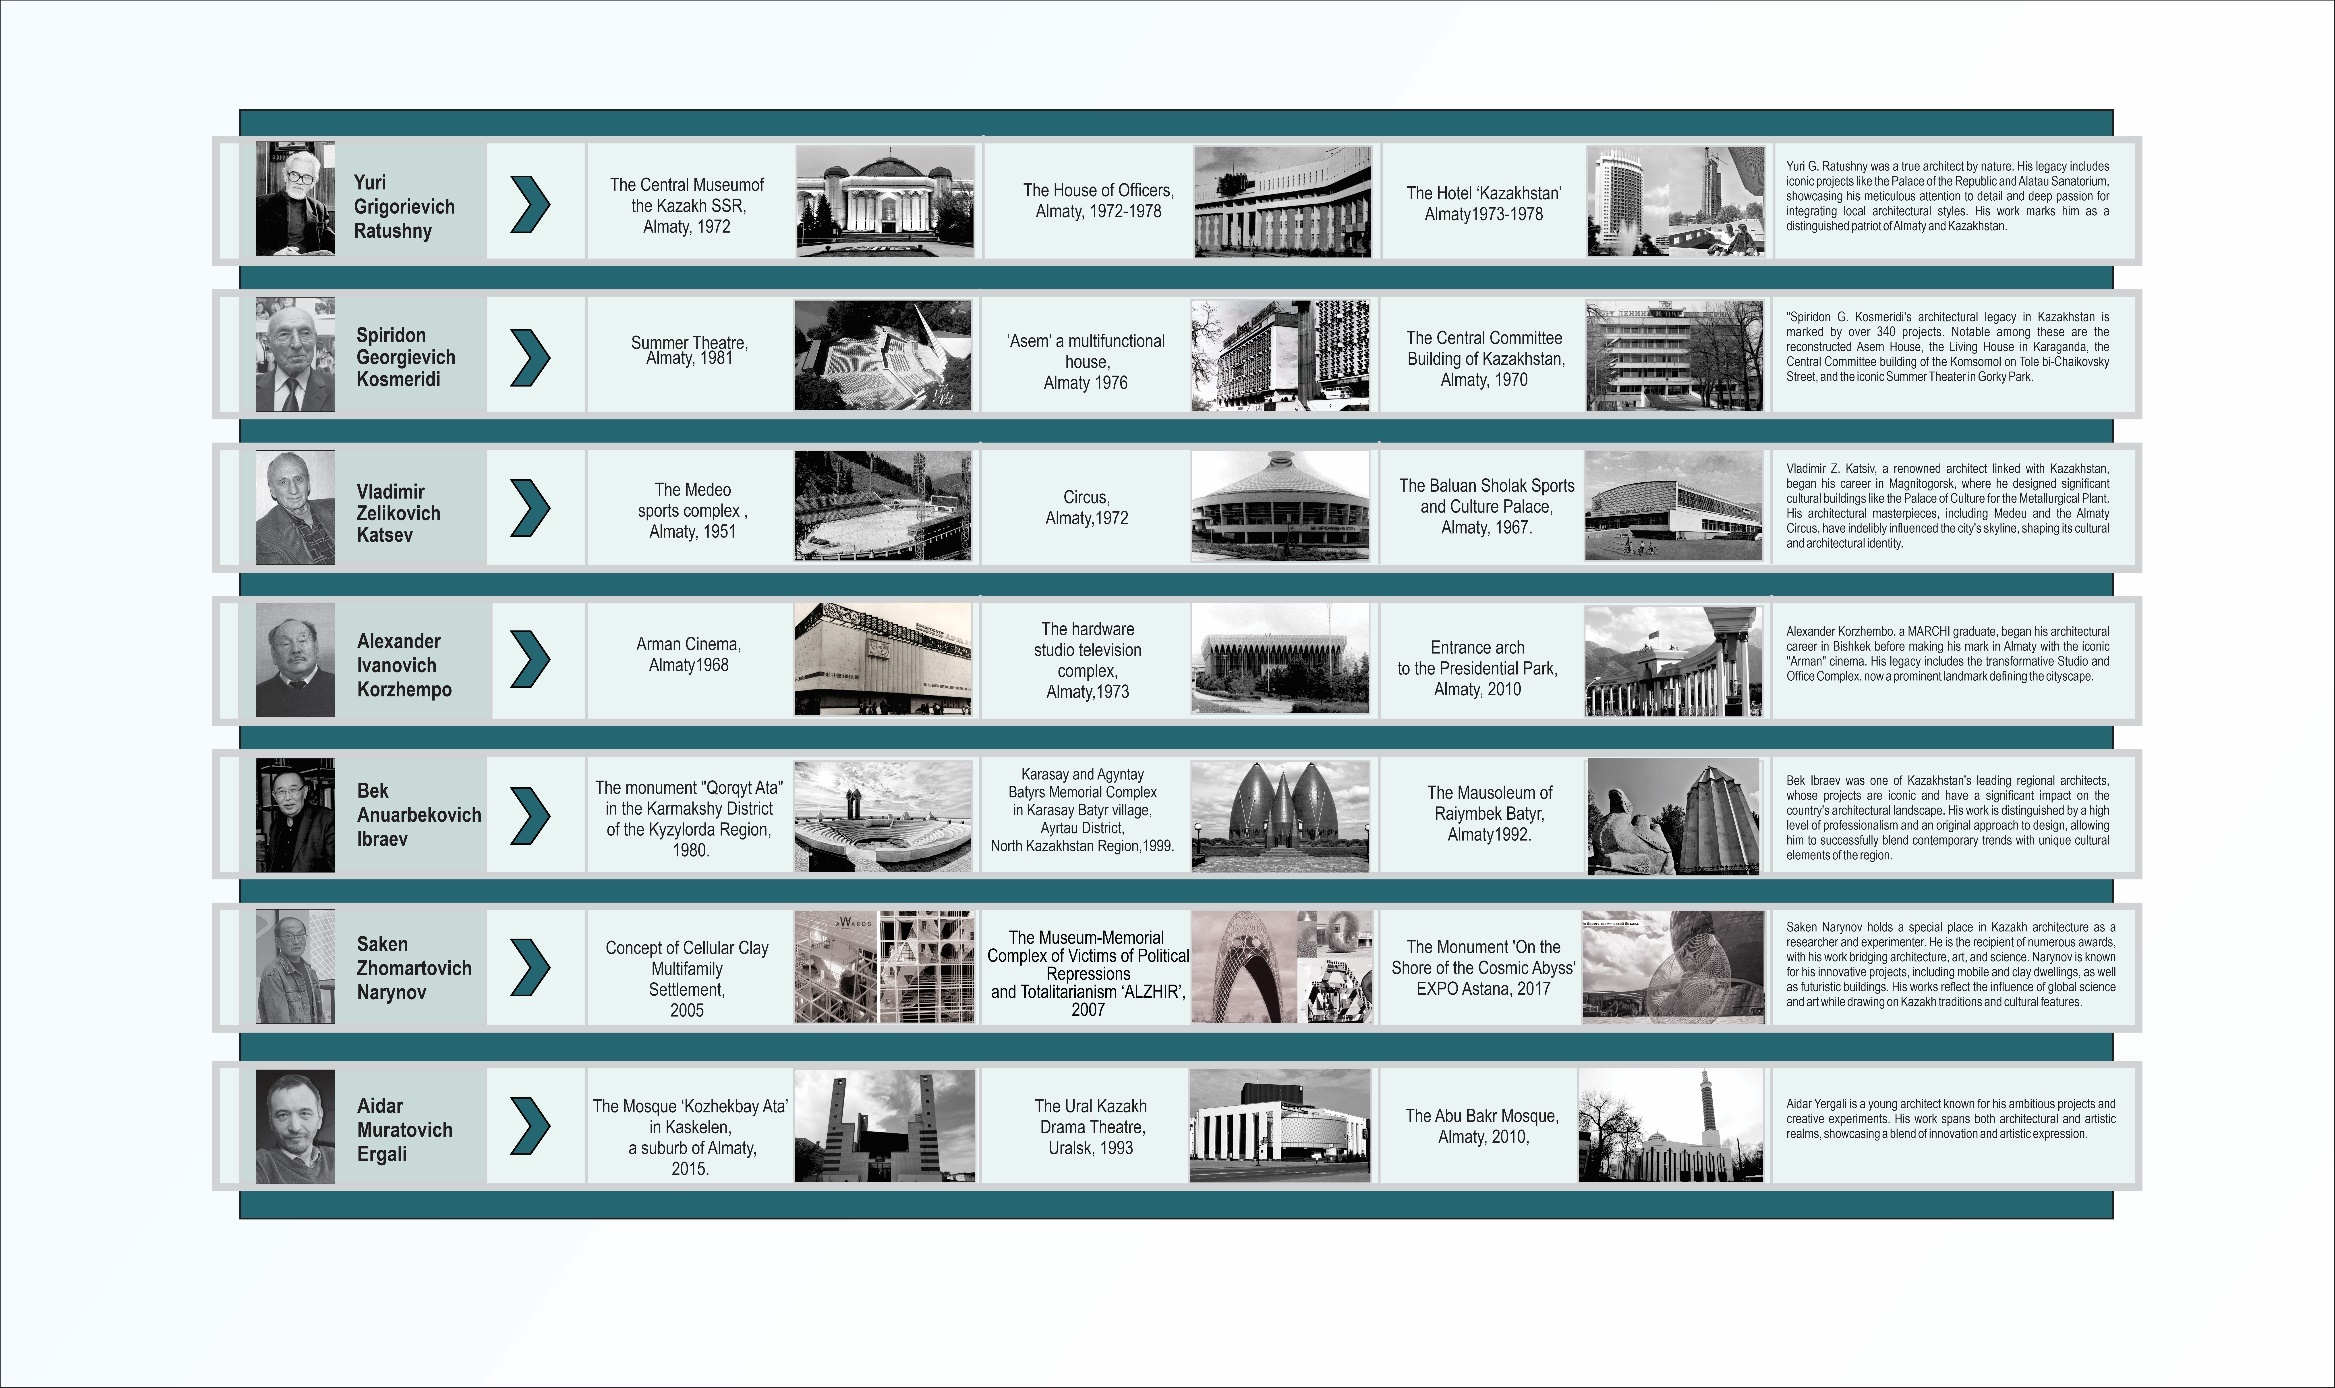 Yuri
Grigorievich
Ratushny
The Central Museumof
the Kazakh SSR,
Almaty, 1972
The House of Officers,
Almaty, 1972-1978
The Hotel ‘Kazakhstan’
Almaty1973-1978
Yuri G. Ratushny was a true architect by nature. His legacy includes
iconic projects like the Palace of the Republic and Alatau Sanatorium,
showcasing his meticulous attention to detail and deep passion for
integrating local architectural styles. His work marks him as a
distinguished patriot of Almaty and Kazakhstan.
Spiridon
Georgievich
Kosmeridi
Summer Theatre,
Almaty, 1981
'Asem' a multifunctional
house,
Almaty 1976
The Central Committee
Building of Kazakhstan,
Almaty, 1970
"Spiridon G. Kosmeridi's architectural legacy in Kazakhstan is
marked by over 340 projects. Notable among these are the
reconstructed Asem House, the Living House in Karaganda, the
Central Committee building of the Komsomol on Tole bi-Chaikovsky
Street, and the iconic Summer Theater in Gorky Park.
Vladimir
Zelikovich
Katsev
The Medeo
sports complex ,
Almaty, 1951
Circus,
Almaty,1972
The Baluan Sholak Sports
and Culture Palace,
Almaty, 1967.
Vladimir Z. Katsiv, a renowned architect linked with Kazakhstan,
began his career in Magnitogorsk, where he designed significant
cultural buildings like the Palace of Culture for the Metallurgical Plant.
His architectural masterpieces, including Medeu and the Almaty
Circus, have indelibly influenced the city's skyline, shaping its cultural
and architectural identity.
Alexander
Ivanovich
Korzhempo
Arman Cinema,
Almaty1968
The hardware
studio television
complex,
Almaty,1973
Entrance arch
to the Presidential Park,
Almaty, 2010
Alexander Korzhembo, a MARCHI graduate, began his architectural
career in Bishkek before making his mark in Almaty with the iconic
"Arman" cinema. His legacy includes the transformative Studio and
Office Complex, now a prominent landmark defining the cityscape.
Bek
Anuarbekovich
Ibraev
The monument "Qorqyt Ata"
in the Karmakshy District
of the Kyzylorda Region,
1980.
Karasay and Agyntay
Batyrs Memorial Complex
in Karasay Batyr village,
Ayrtau District,
North Kazakhstan Region,1999.
The Mausoleum of
Raiymbek Batyr,
Almaty1992.
Bek Ibraev was one of Kazakhstan's leading regional architects,
whose projects are iconic and have a significant impact on the
country's architectural landscape. His work is distinguished by a high
level of professionalism and an original approach to design, allowing
him to successfully blend contemporary trends with unique cultural
elements of the region.
Saken
Zhomartovich
Narynov
Concept of Cellular Clay
Multifamily
Settlement,
2005
AWARDS
The Museum-Memorial
Complex of Victims of Political
Repressions
and Totalitarianism ‘ALZHIR’,
2007
The Monument 'On the
Shore of the Cosmic Abyss'
EXPO Astana, 2017
Saken Narynov holds a special place in Kazakh architecture as a
researcher and experimenter. He is the recipient of numerous awards,
with his work bridging architecture, art, and science. Narynov is known
for his innovative projects, including mobile and clay dwellings, as well
as futuristic buildings. His works reflect the influence of global science
and art while drawing on Kazakh traditions and cultural features.
Aidar
Muratovich
Ergali
The Mosque ‘Kozhekbay Ata’
in Kaskelen,
a suburb of Almaty,
2015.
The Ural Kazakh
Drama Theatre,
Uralsk, 1993
The Abu Bakr Mosque,
Almaty, 2010,
Aidar Yergali is a young architect known for his ambitious projects and
creative experiments. His work spans both architectural and artistic
realms, showcasing a blend of innovation and artistic expression.